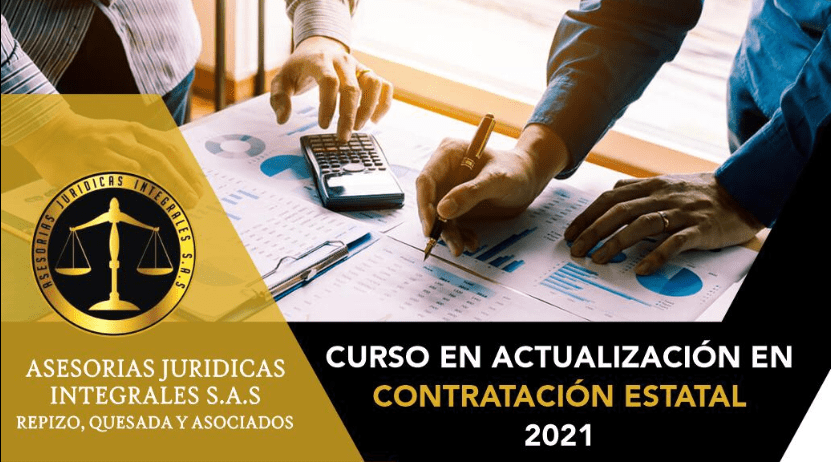 ASESORIAS JURIDICAS INTEGRALES S.A.S
ASESORIAS JURIDICAS
INTEGRALES S.A.S
REPIZO, QUESADA Y ASOCIADOS
CURSO EN ACTUALIZACIÓN EN
CONTRATACIÓN ESTATAL
2021